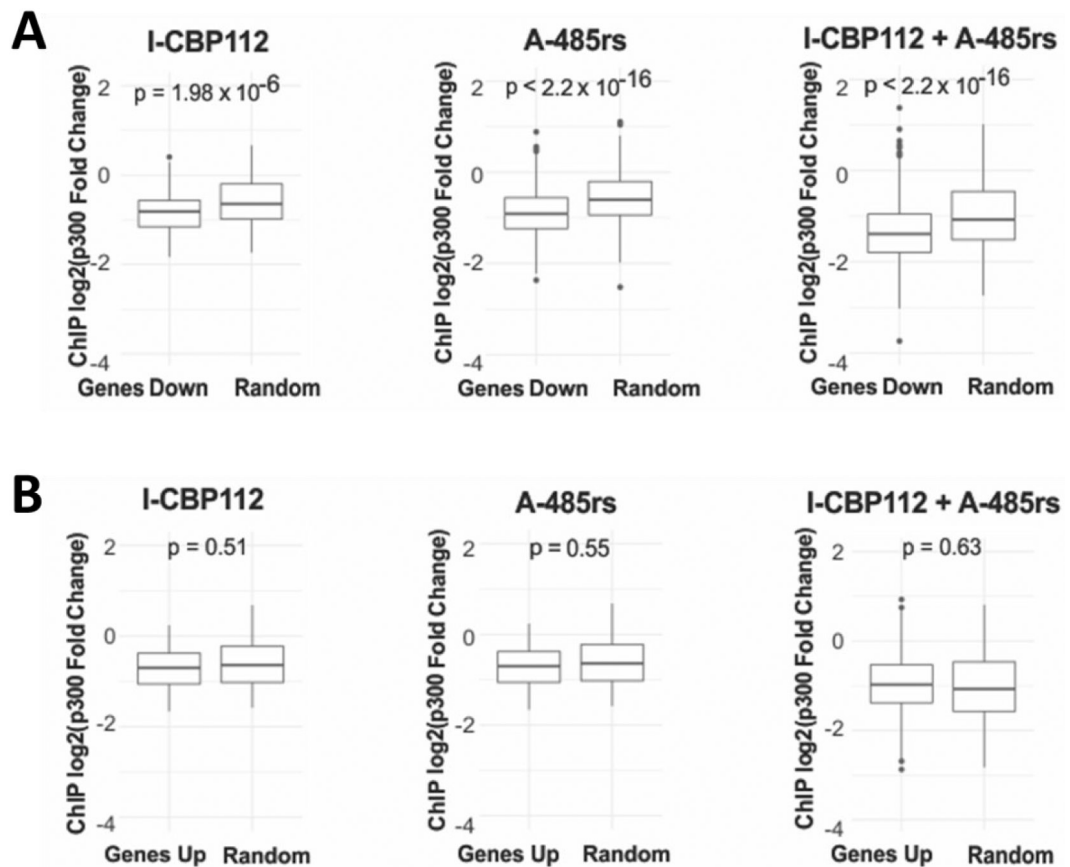 A
I-CBP112
ChIP log2(p300 Fold Change)
2
0
-2
-4
p = 1.98 x 10-6
Genes Down Random
A-485rs
ChIP log2(p300 Fold Change)
2
0
-2
-4
p < 2.2 x 10-16
Genes Down Random
I-CBP112 + A-485rs
ChIP log2(p300 Fold Change)
2
0
-2
-4
p < 2.2 x 10-16
Genes Down Random
B
I-CBP112
ChIP log2(p300 Fold Change)
2
0
-2
-4
p = 0.51
Genes Up Random
A-485rs
ChIP log2(p300 Fold Change)
2
0
-2
-4
p = 0.55
Genes Up Random
I-CBP112 + A-485rs
ChIP log2(p300 Fold Change)
2
0
-2
-4
p = 0.63
Genes Up Random